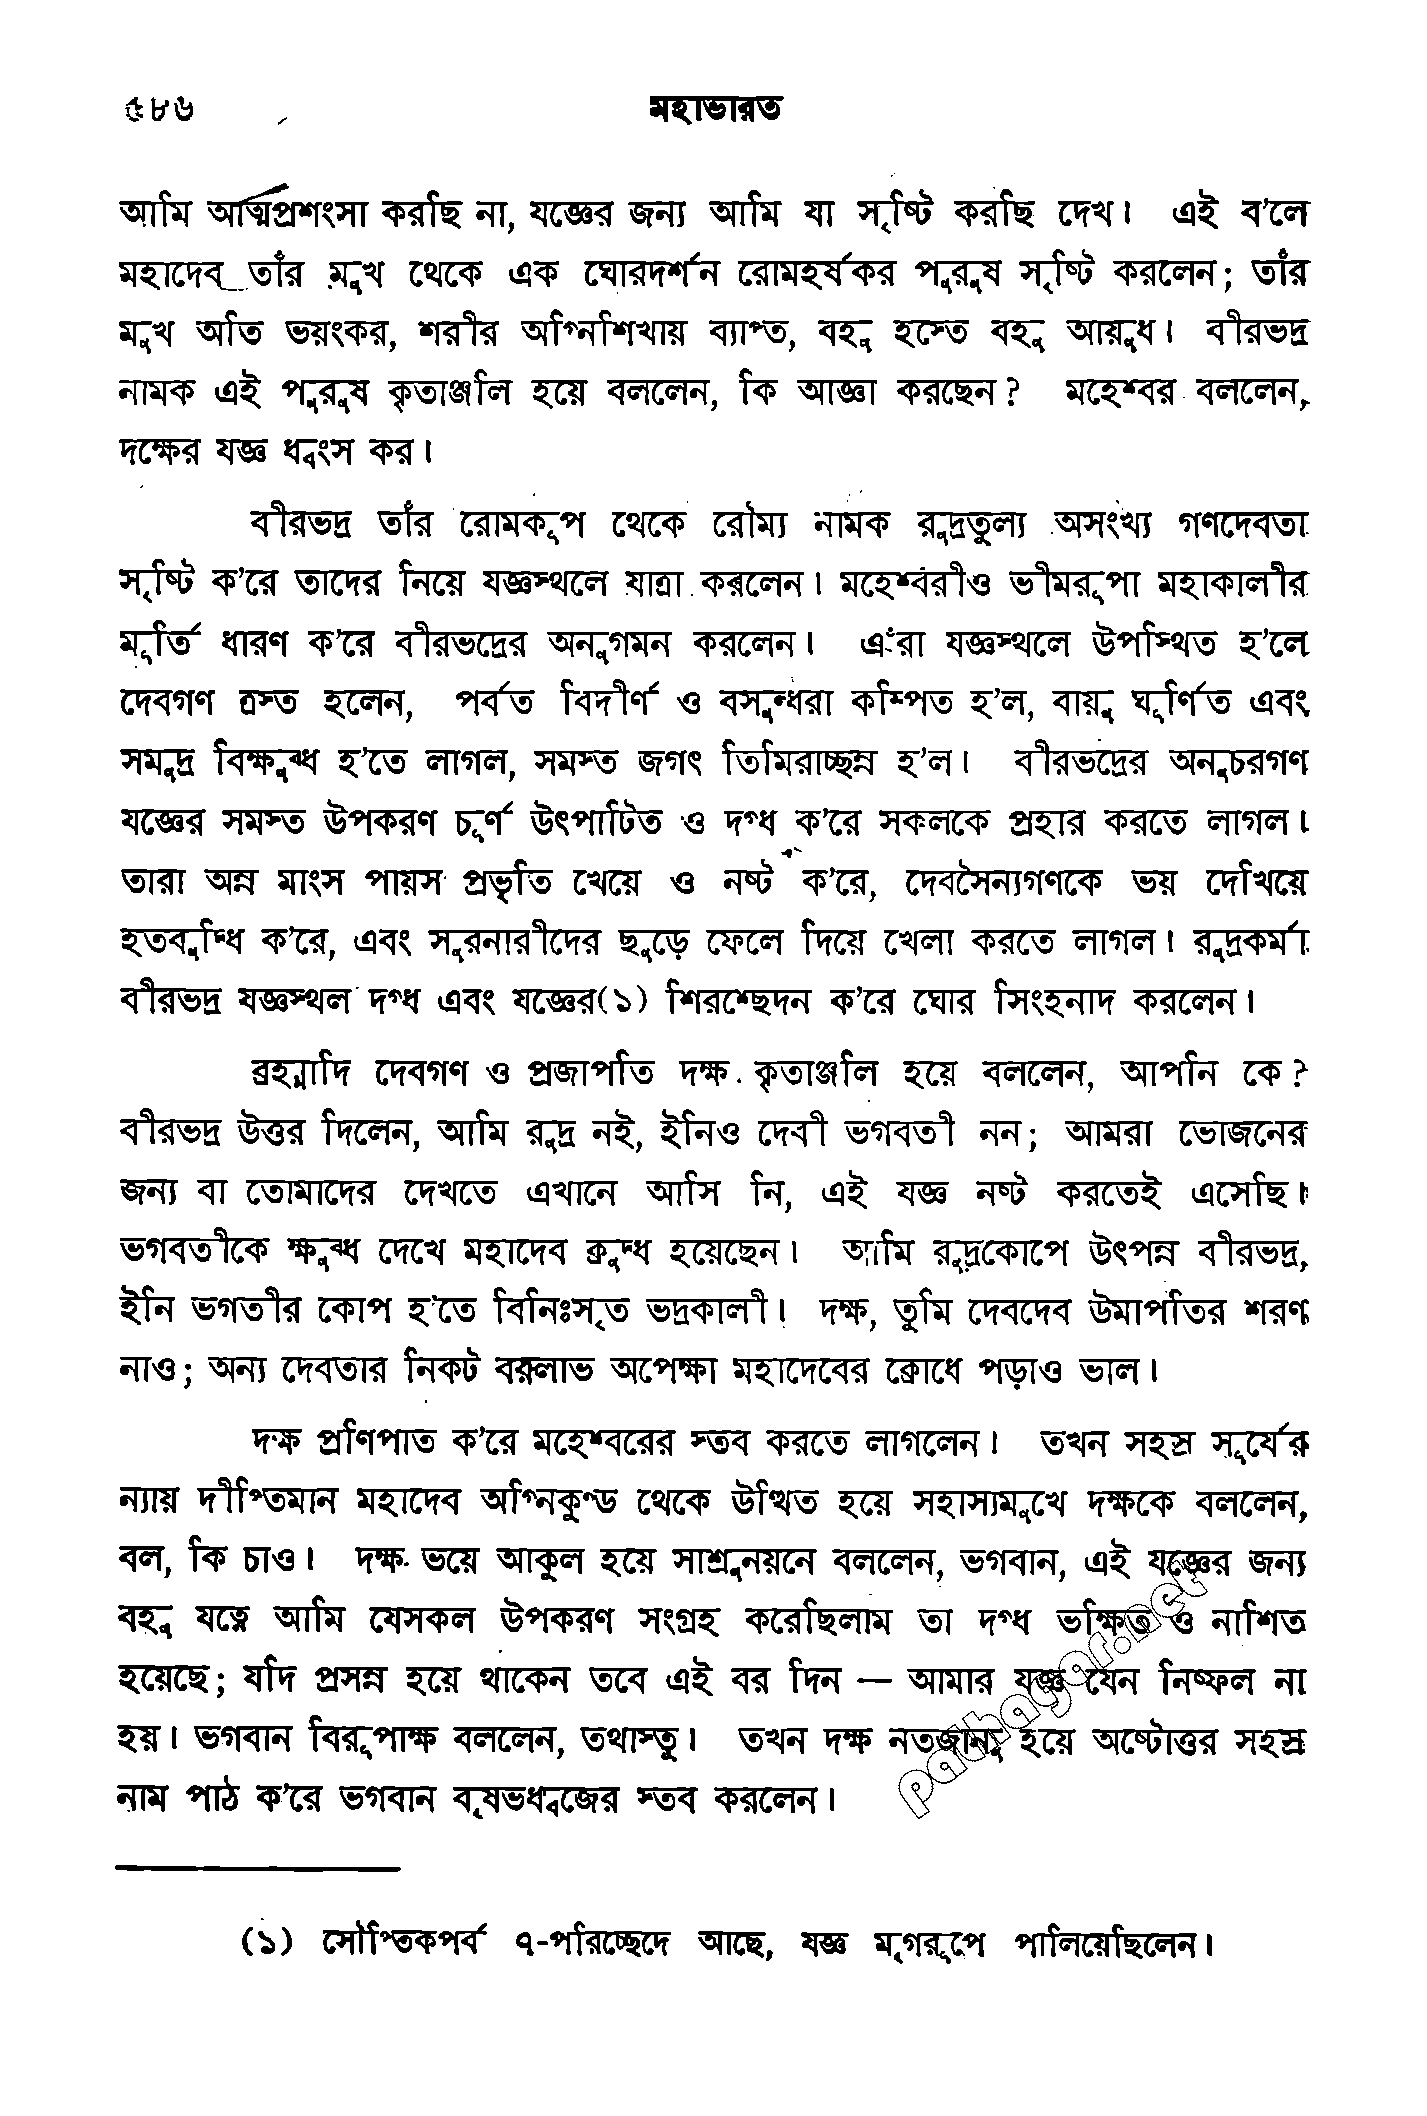 ৫৮৬ মহাভারত
আমি আত্মপ্রশংসা করছি না, যজ্ঞের জন্য আমি যা সৃষ্টি করছি দেখ। এই ব'লে
মহাদেব তাঁর মুখ থেকে এক ঘোরদর্শন রোমহর্ষকর পুরুষ সৃষ্টি করলেন; তাঁর
মুখ অতি ভয়ংকর, শরীর অগ্নিশিখায় ব্যাপ্ত, বহু হস্তে বহু আয়ুধ। বীরভদ্র
নামক এই পুরুষ কৃতাঞ্জলি হয়ে বললেন, কি আজ্ঞা করছেন? মহেশ্বর বললেন,
দক্ষের যজ্ঞ ধ্বংস কর।
বীরভদ্র তাঁর রোমকূপ থেকে রৌম্য নামক রুদ্রতুল্য অসংখ্য গণদেবতা
সৃষ্টি ক'রে তাদের নিয়ে যজ্ঞস্থলে যাত্রা করলেন। মহেশ্বরীও ভীমরূপা মহাকালীর
মূর্তি ধারণ ক'রে বীরভদ্রের অনুগমন করলেন। এঁরা যজ্ঞস্থলে উপস্থিত হ'লে
দেবগণ ত্রস্ত হলেন, পর্বত বিদীর্ণ ও বসুন্ধরা কম্পিত হ'ল, বায়ু ঘূর্ণিত এবং
সমুদ্র বিক্ষুব্ধ হ'তে লাগল, সমস্ত জগৎ তিমিরাচ্ছন্ন হ'ল। বীরভদ্রের অনুচরগণ
যজ্ঞের সমস্ত উপকরণ চূর্ণ উৎপাটিত ও দগ্ধ ক'রে সকলকে প্রহার করতে লাগল।
তারা অন্ন মাংস পায়স প্রভৃতি খেয়ে ও নষ্ট ক'রে, দেবসৈন্যগণকে ভয় দেখিয়ে
হতবুদ্ধি ক'রে, এবং সুরনারীদের ছুড়ে ফেলে দিয়ে খেলা করতে লাগল। রুদ্রকর্মা
বীরভদ্র যজ্ঞস্থল দগ্ধ এবং যজ্ঞের(১) শিরশ্ছেদন ক'রে ঘোর সিংহনাদ করলেন।
ব্রহ্মাদি দেবগণ ও প্রজাপতি দক্ষ কৃতাঞ্জলি হয়ে বললেন, আপনি কে?
বীরভদ্র উত্তর দিলেন, আমি রুদ্র নই, ইনিও দেবী ভগবতী নন; আমরা ভোজনের
জন্য বা তোমাদের দেখতে এখানে আসি নি, এই যজ্ঞ নষ্ট করতেই এসেছি।
ভগবতীকে ক্ষুব্ধ দেখে মহাদেব ক্রুদ্ধ হয়েছেন। আমি রুদ্রকোপে উৎপন্ন বীরভদ্র,
ইনি ভগতীর কোপ হ'তে বিনিঃসৃত ভদ্রকালী। দক্ষ, তুমি দেবদেব উমাপতির শরণ
নাও; অন্য দেবতার নিকট বরলাভ অপেক্ষা মহাদেবের ক্রোধে পড়াও ভাল।
দক্ষ প্রণিপাত ক'রে মহেশ্বরের স্তব করতে লাগলেন। তখন সহস্র সূর্যের
ন্যায় দীপ্তিমান মহাদেব অগ্নিকুণ্ড থেকে উত্থিত হয়ে সহাস্যমুখে দক্ষকে বললেন,
বল, কি চাও। দক্ষ ভয়ে আকুল হয়ে সাশ্রুনয়নে বললেন, ভগবান, এই যজ্ঞের জন্য
বহু যত্নে আমি যেসকল উপকরণ সংগ্রহ করেছিলাম তা দগ্ধ ভক্ষিত ও নাশিত
হয়েছে; যদি প্রসন্ন হয়ে থাকেন তবে এই বর দিন — আমার যজ্ঞ যেন নিষ্ফল না
হয়। ভগবান বিরূপাক্ষ বললেন, তথাস্তু। তখন দক্ষ নতজানু হয়ে অষ্টোত্তর সহস্র
নাম পাঠ ক'রে ভগবান বৃষভধ্বজের স্তব করলেন।
pathagar.net
(১) সৌপ্তিকপর্ব ৭-পরিচ্ছেদে আছে, যজ্ঞ মৃগরূপে পালিয়েছিলেন।